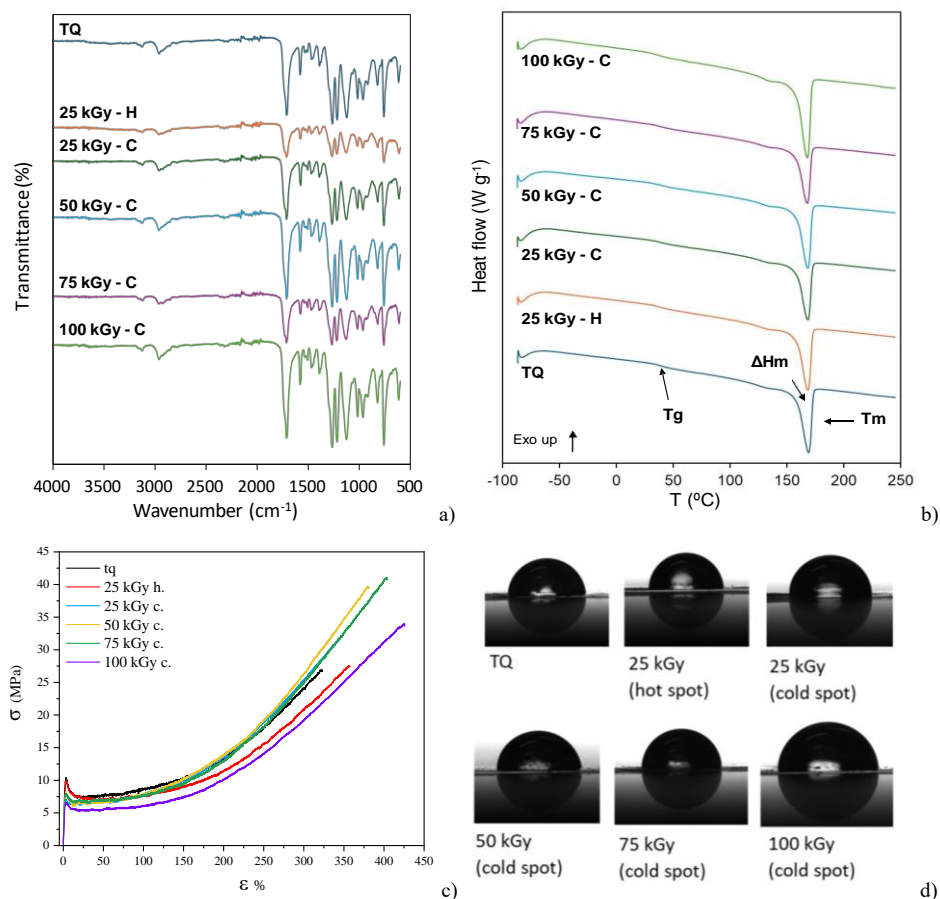 TQ
25 kGy - H
25 kGy - C
50 kGy - C
75 kGy - C
100 kGy - C
Transmittance (%)
4000 3500 3000 2500 2000 1500 1000 500
Wavenumber (cm⁻¹)
a)
100 kGy - C
75 kGy - C
50 kGy - C
25 kGy - C
25 kGy - H
TQ
ΔHm
Tg
Tm
Exo up
Heat flow (W g⁻¹)
-100 -50 0 50 100 150 200 250
T (ºC)
b)
45
40
35
30
25
20
15
10
5
0
σ (MPa)
tq
25 kGy h.
25 kGy c.
50 kGy c.
75 kGy c.
100 kGy c.
0 50 100 150 200 250 300 350 400 450
ε %
c)
TQ
25 kGy
(hot spot)
25 kGy
(cold spot)
50 kGy
(cold spot)
75 kGy
(cold spot)
100 kGy
(cold spot)
d)